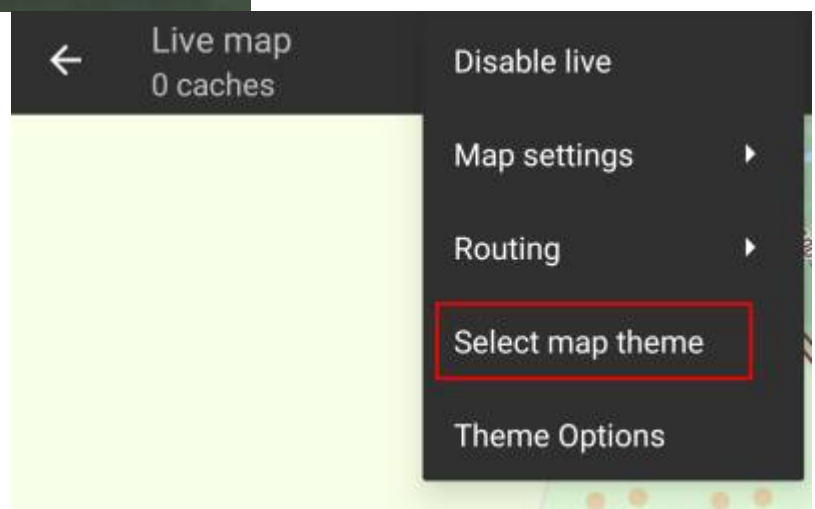 Live map
0 caches
Disable live
Map settings
Routing
Select map theme
Theme Options